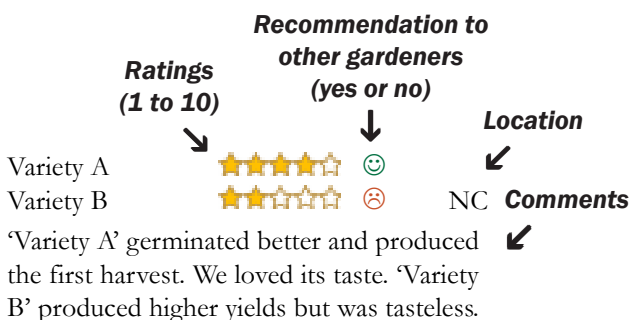 Recommendation to
other gardeners
(yes or no)
Ratings
(1 to 10)
Location
Variety A
Variety B
NC
Comments
‘Variety A’ germinated better and produced
the first harvest. We loved its taste. ‘Variety
B’ produced higher yields but was tasteless.